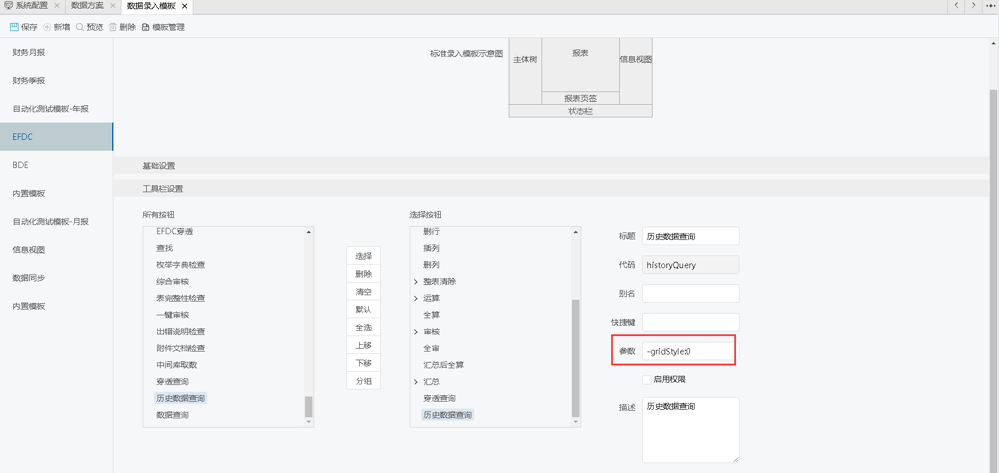 系统配置
数据方案
数据录入模板
保存
新增
预览
删除
模板管理
财务月报
财务季报
自动化测试模板-年报
EFDC
BDE
内置模板
自动化测试模板-月报
信息视图
数据同步
内置模板
标准录入模板示意图
主体树
报表
信息视图
报表页签
状态栏
基础设置
工具栏设置
所有按钮
EFDC穿透
查找
枚举字典检查
综合审核
表完整性检查
一键审核
出错说明检查
附件文档检查
中间库取数
穿透查询
历史数据查询
数据查询
选择
删除
清空
默认
全选
上移
下移
分组
选择按钮
删行
插列
删列
整表清除
运算
全算
审核
全审
汇总后全算
汇总
穿透查询
历史数据查询
标题 历史数据查询
代码 historyQuery
别名
快捷键
参数 -gridStyle:0
启用权限
描述 历史数据查询